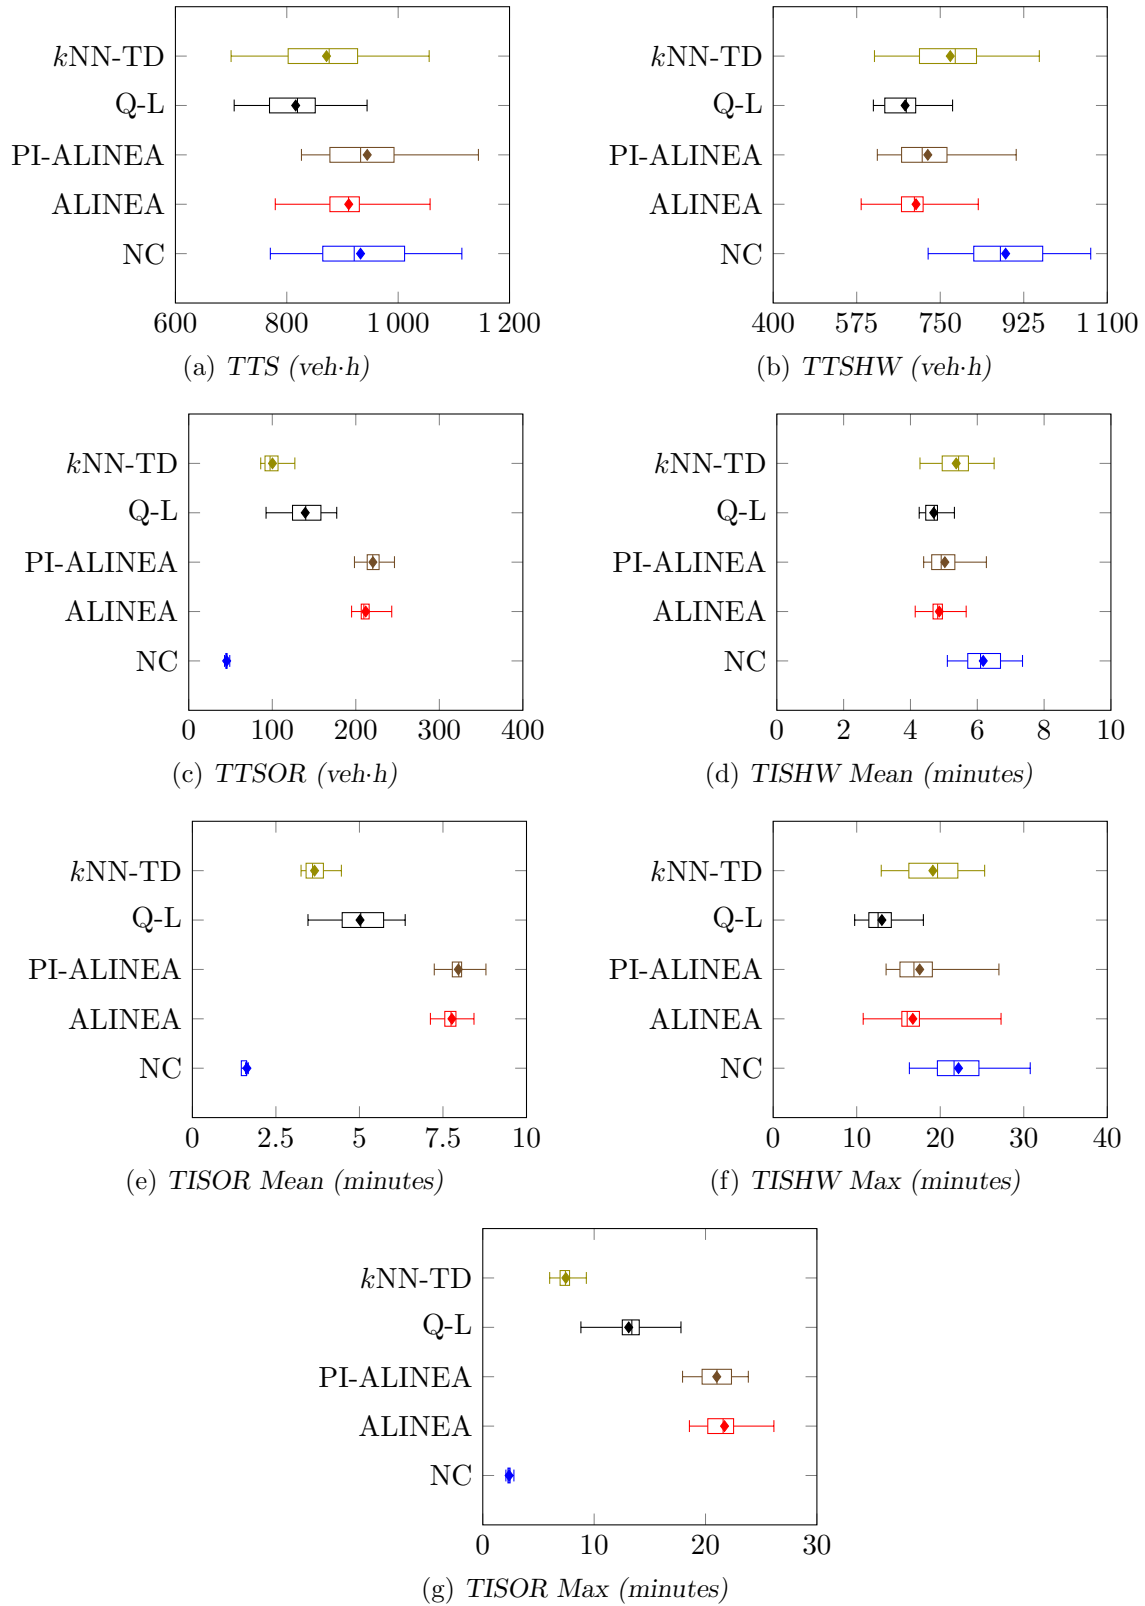 kNN-TD
Q-L
PI-ALINEA
ALINEA
NC
600 800 1 000 1 200
(a) TTS (veh·h)
kNN-TD
Q-L
PI-ALINEA
ALINEA
NC
400 575 750 925 1 100
(b) TTSHW (veh·h)
kNN-TD
Q-L
PI-ALINEA
ALINEA
NC
0 100 200 300 400
(c) TTSOR (veh·h)
kNN-TD
Q-L
PI-ALINEA
ALINEA
NC
0 2 4 6 8 10
(d) TISHW Mean (minutes)
kNN-TD
Q-L
PI-ALINEA
ALINEA
NC
0 2.5 5 7.5 10
(e) TISOR Mean (minutes)
kNN-TD
Q-L
PI-ALINEA
ALINEA
NC
0 10 20 30 40
(f) TISHW Max (minutes)
kNN-TD
Q-L
PI-ALINEA
ALINEA
NC
0 10 20 30
(g) TISOR Max (minutes)